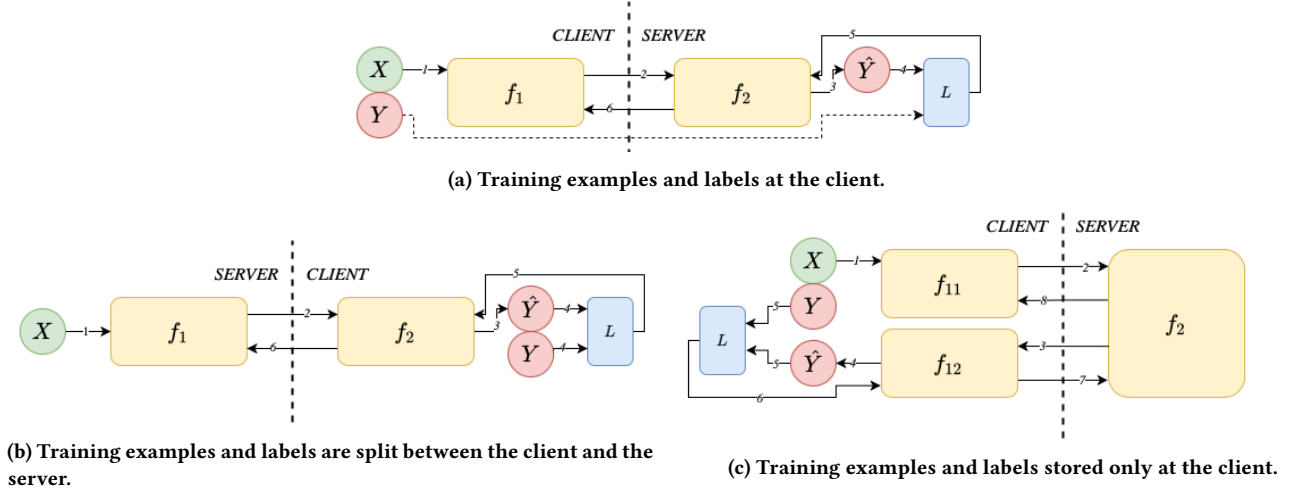 CLIENT SERVER
5
X 1 f1 2 f2 3 Ŷ 4 L
6
Y
(a) Training examples and labels at the client.
SERVER CLIENT
5
X 1 f1 2 f2 3 Ŷ 4 L
6 Y 4
(b) Training examples and labels are split between the client and the
server.
CLIENT SERVER
X 1 f11 2 f2
Y 5 8
L
Ŷ 5 4 f12 3
6 7
(c) Training examples and labels stored only at the client.